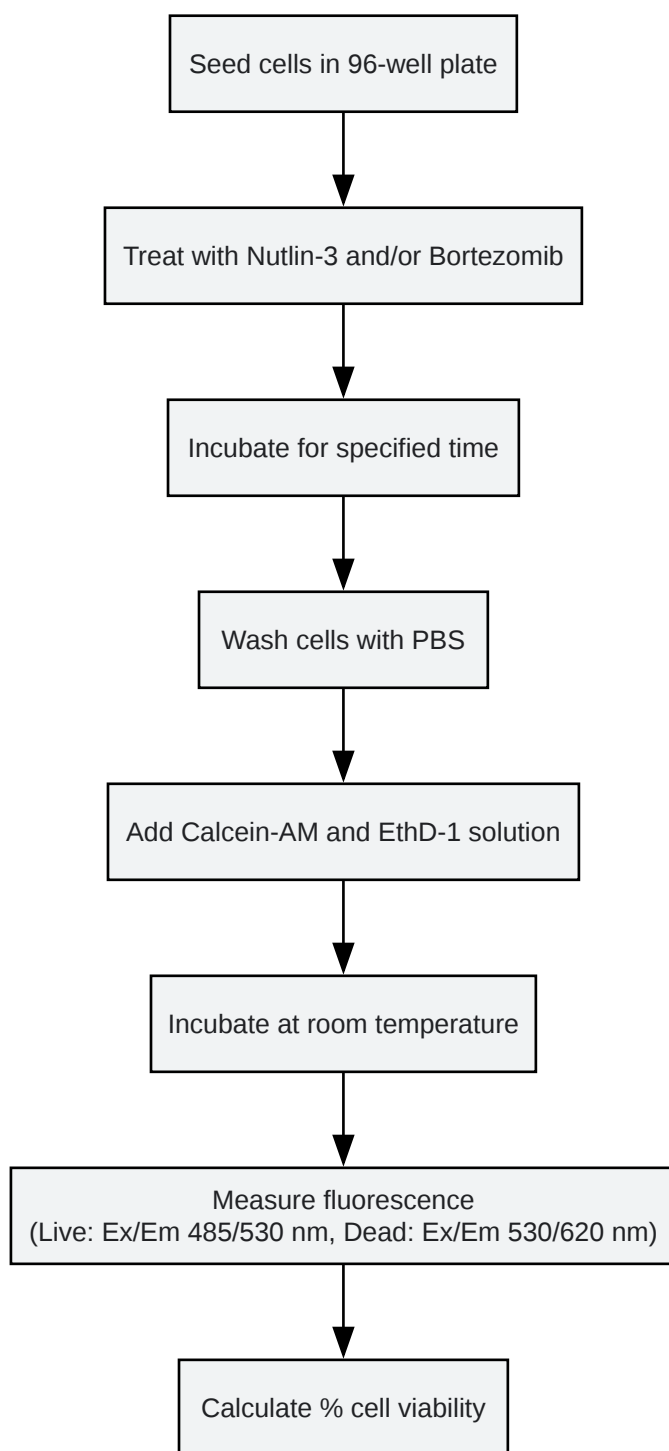 Seed cells in 96-well plate
Treat with Nutlin-3 and/or Bortezomib
Incubate for specified time
Wash cells with PBS
Add Calcein-AM and EthD-1 solution
Incubate at room temperature
Measure fluorescence
(Live: Ex/Em 485/530 nm, Dead: Ex/Em 530/620 nm)
Calculate % cell viability